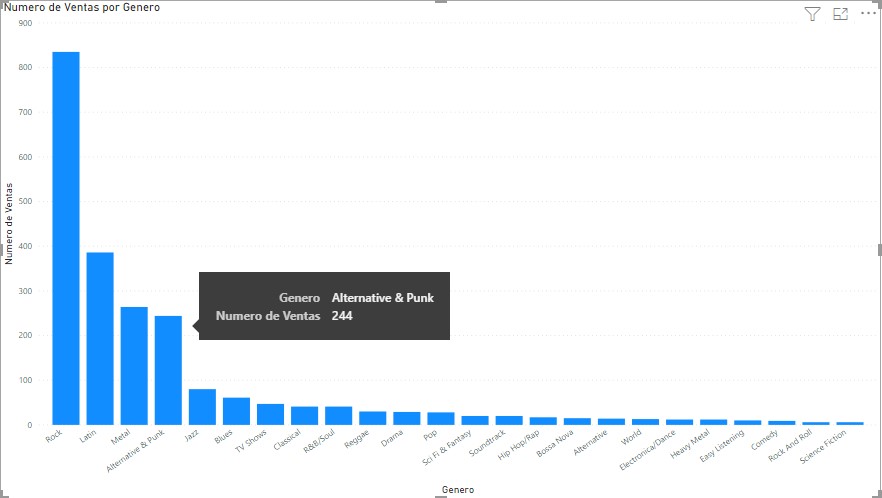 Numero de Ventas por Genero
900
800
700
600
500
400
300
200
100
0
Numero de Ventas
Genero Alternative & Punk
Numero de Ventas 244
Rock
Latin
Metal
Alternative & Punk
Jazz
Blues
TV Shows
Classical
R&B/Soul
Reggae
Drama
Pop
Sci Fi & Fantasy
Soundtrack
Hip Hop/Rap
Bossa Nova
Alternative
World
Electronica/Dance
Heavy Metal
Easy Listening
Comedy
Rock And Roll
Science Fiction
Genero